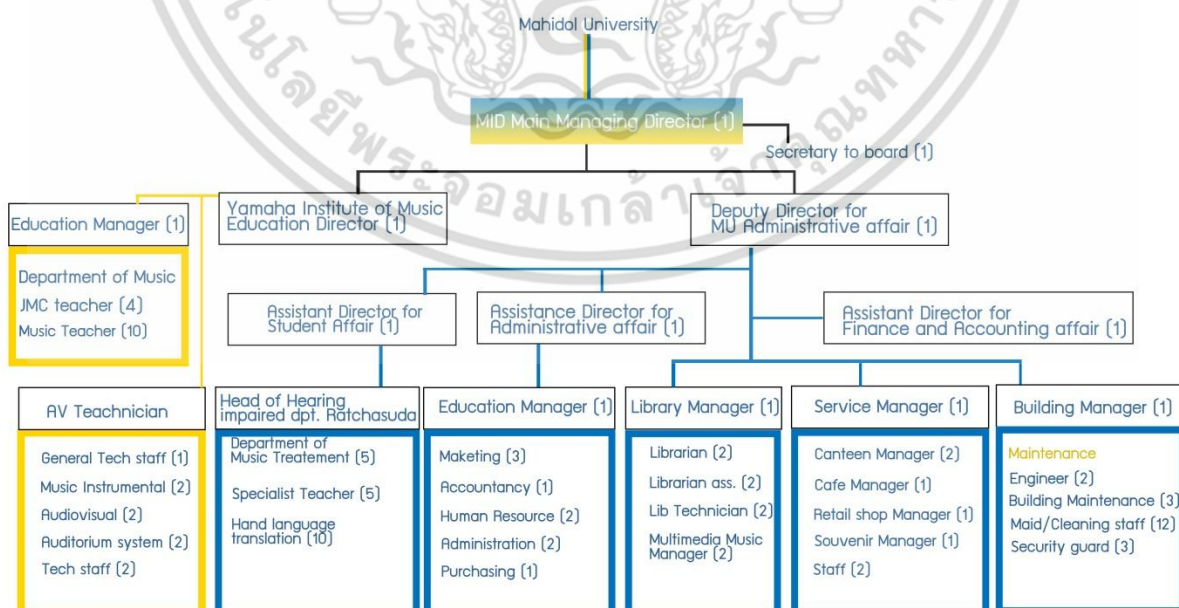 Mahidol University
MID Main Managing Director (1)
Secretary to board (1)
Education Manager (1)
Yamaha Institute of Music
Education Director (1)
Deputy Director for
MU Administrative affair (1)
Department of Music
JMC teacher (4)
Music Teacher (10)
Assistant Director for
Student Affair (1)
Assistance Director for
Administrative affair (1)
Assistant Director for
Finance and Accounting affair (1)
AV Teachnician
General Tech staff (1)
Music Instrumental (2)
Audiovisual (2)
Auditorium system (2)
Tech staff (2)
Head of Hearing
impaired dpt. Ratchasuda
Department of
Music Treatement (5)
Specialist Teacher (5)
Hand language
translation (10)
Education Manager (1)
Maketing (3)
Accountancy (1)
Human Resource (2)
Administration (2)
Purchasing (1)
Library Manager (1)
Librarian (2)
Librarian ass. (2)
Lib Technician (2)
Multimedia Music
Manager (2)
Service Manager (1)
Canteen Manager (2)
Cafe Manager (1)
Retail shop Manager (1)
Souvenir Manager (1)
Staff (2)
Building Manager (1)
Maintenance
Engineer (2)
Building Maintenance (3)
Maid/Cleaning staff (12)
Security guard (3)